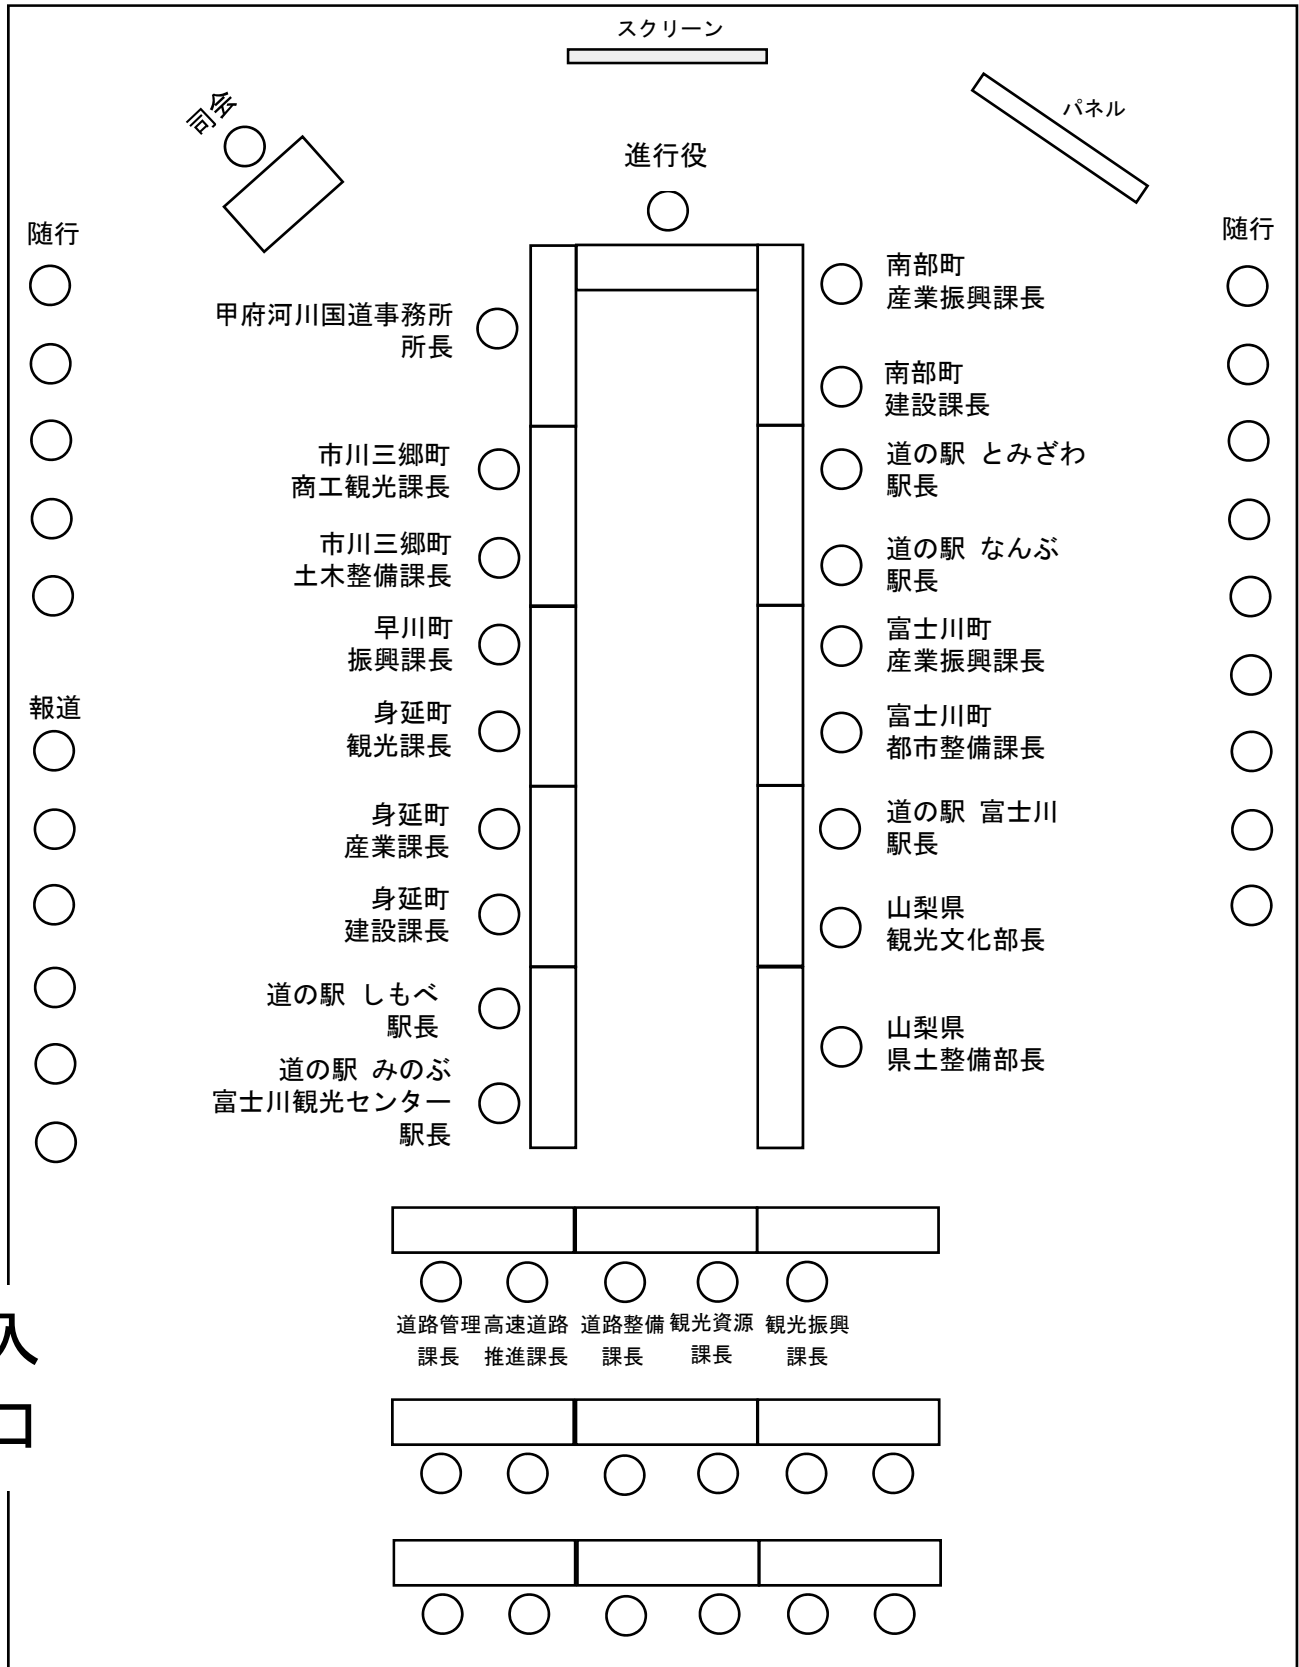 スクリーン
司会
パネル
進行役
随行
随行
甲府河川国道事務所
所長
市川三郷町
商工観光課長
市川三郷町
土木整備課長
早川町
振興課長
身延町
観光課長
身延町
産業課長
身延町
建設課長
道の駅 しもべ
駅長
道の駅 みのぶ
富士川観光センター
駅長
南部町
産業振興課長
南部町
建設課長
道の駅 とみざわ
駅長
道の駅 なんぶ
駅長
富士川町
産業振興課長
富士川町
都市整備課長
道の駅 富士川
駅長
山梨県
観光文化部長
山梨県
県土整備部長
報道
道路管理
課長
高速道路
推進課長
道路整備
課長
観光資源
課長
観光振興
課長
入
口